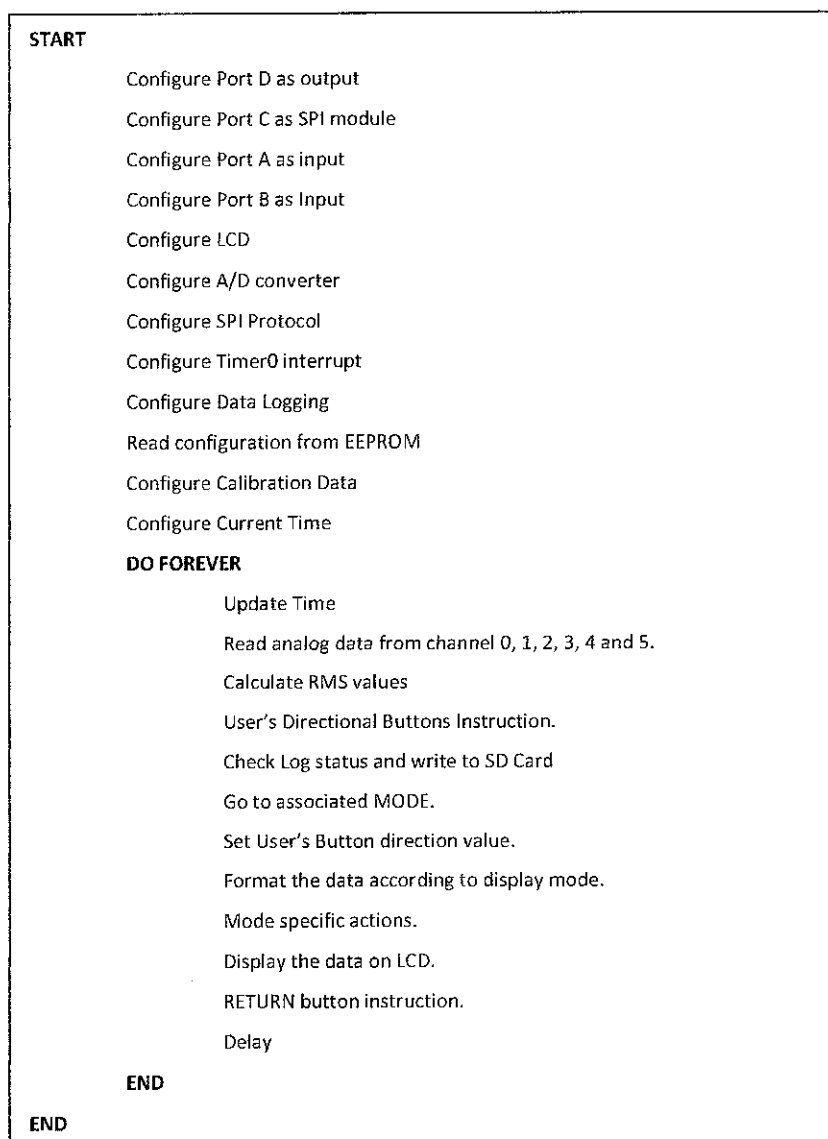 START
Configure Port D as output
Configure Port C as SPI module
Configure Port A as input
Configure Port B as Input
Configure LCD
Configure A/D converter
Configure SPI Protocol
Configure Timer0 interrupt
Configure Data Logging
Read configuration from EEPROM
Configure Calibration Data
Configure Current Time
DO FOREVER
Update Time
Read analog data from channel 0, 1, 2, 3, 4 and 5.
Calculate RMS values
User's Directional Buttons Instruction.
Check Log status and write to SD Card
Go to associated MODE.
Set User's Button direction value.
Format the data according to display mode.
Mode specific actions.
Display the data on LCD.
RETURN button instruction.
Delay
END
END